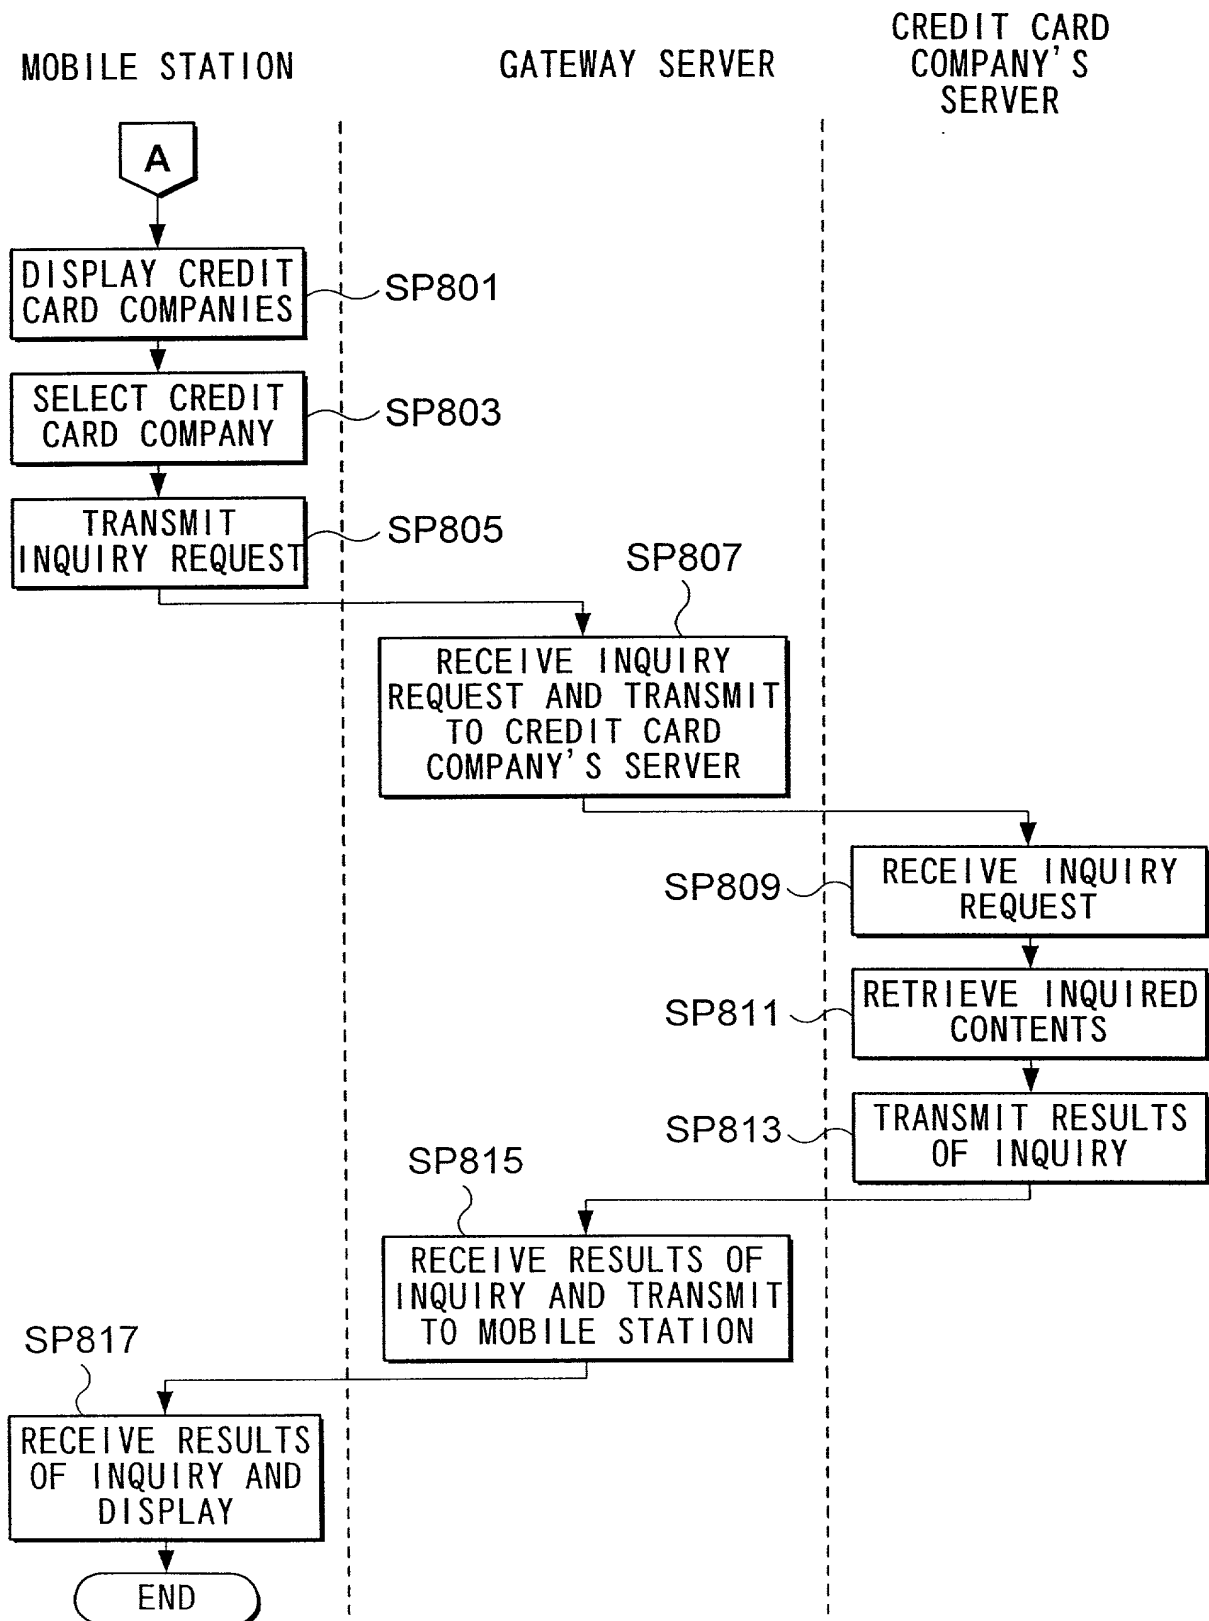 MOBILE STATION
GATEWAY SERVER
CREDIT CARD
COMPANY'S
SERVER
A
DISPLAY CREDIT
CARD COMPANIES
SP801
SELECT CREDIT
CARD COMPANY
SP803
TRANSMIT
INQUIRY REQUEST
SP805
SP807
RECEIVE INQUIRY
REQUEST AND TRANSMIT
TO CREDIT CARD
COMPANY'S SERVER
SP809
RECEIVE INQUIRY
REQUEST
SP811
RETRIEVE INQUIRED
CONTENTS
SP813
TRANSMIT RESULTS
OF INQUIRY
SP815
RECEIVE RESULTS OF
INQUIRY AND TRANSMIT
TO MOBILE STATION
SP817
RECEIVE RESULTS
OF INQUIRY AND
DISPLAY
END